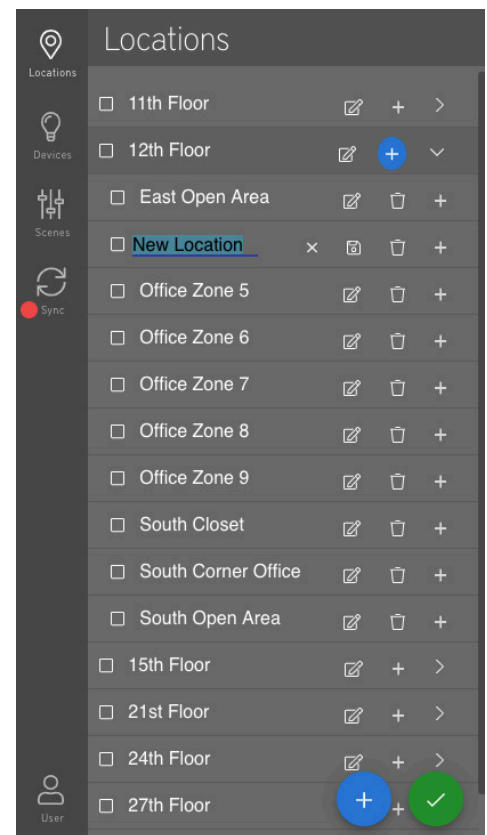 Locations
Locations
Devices
Scenes
Sync
User
11th Floor
12th Floor
East Open Area
New Location
Office Zone 5
Office Zone 6
Office Zone 7
Office Zone 8
Office Zone 9
South Closet
South Corner Office
South Open Area
15th Floor
21st Floor
24th Floor
27th Floor